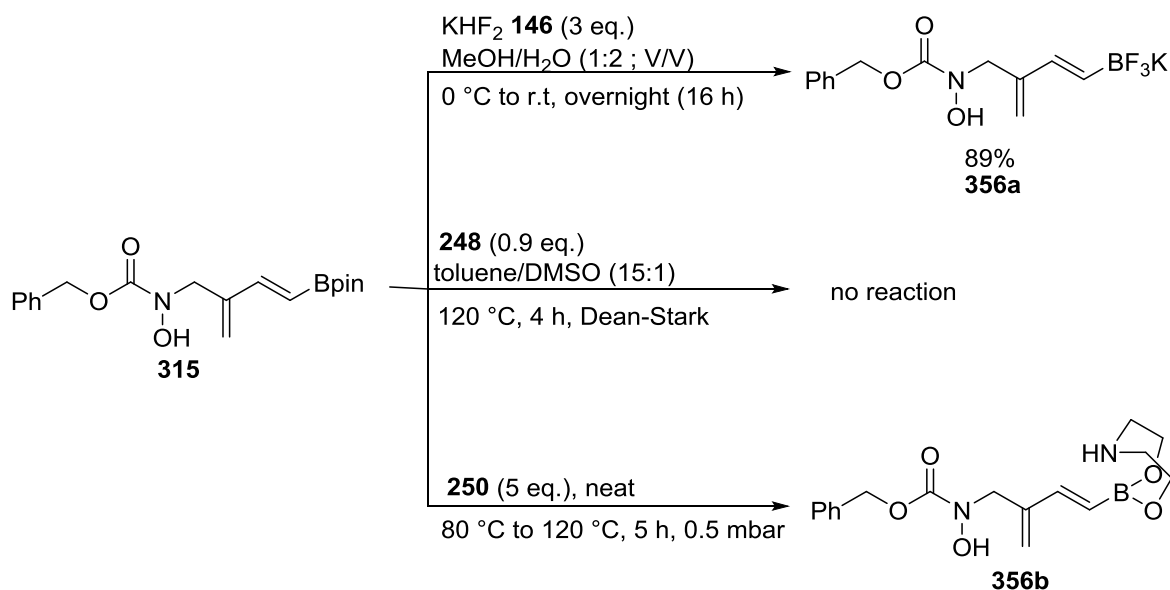 KHF2 146 (3 eq.)
MeOH/H2O (1:2 ; V/V)
0 °C to r.t, overnight (16 h)
O
Ph
O
N
OH
BF3K
89%
356a
248 (0.9 eq.)
toluene/DMSO (15:1)
120 °C, 4 h, Dean-Stark
no reaction
O
Ph
O
N
OH
Bpin
315
250 (5 eq.), neat
80 °C to 120 °C, 5 h, 0.5 mbar
O
Ph
O
N
OH
HN
B
O
O
356b